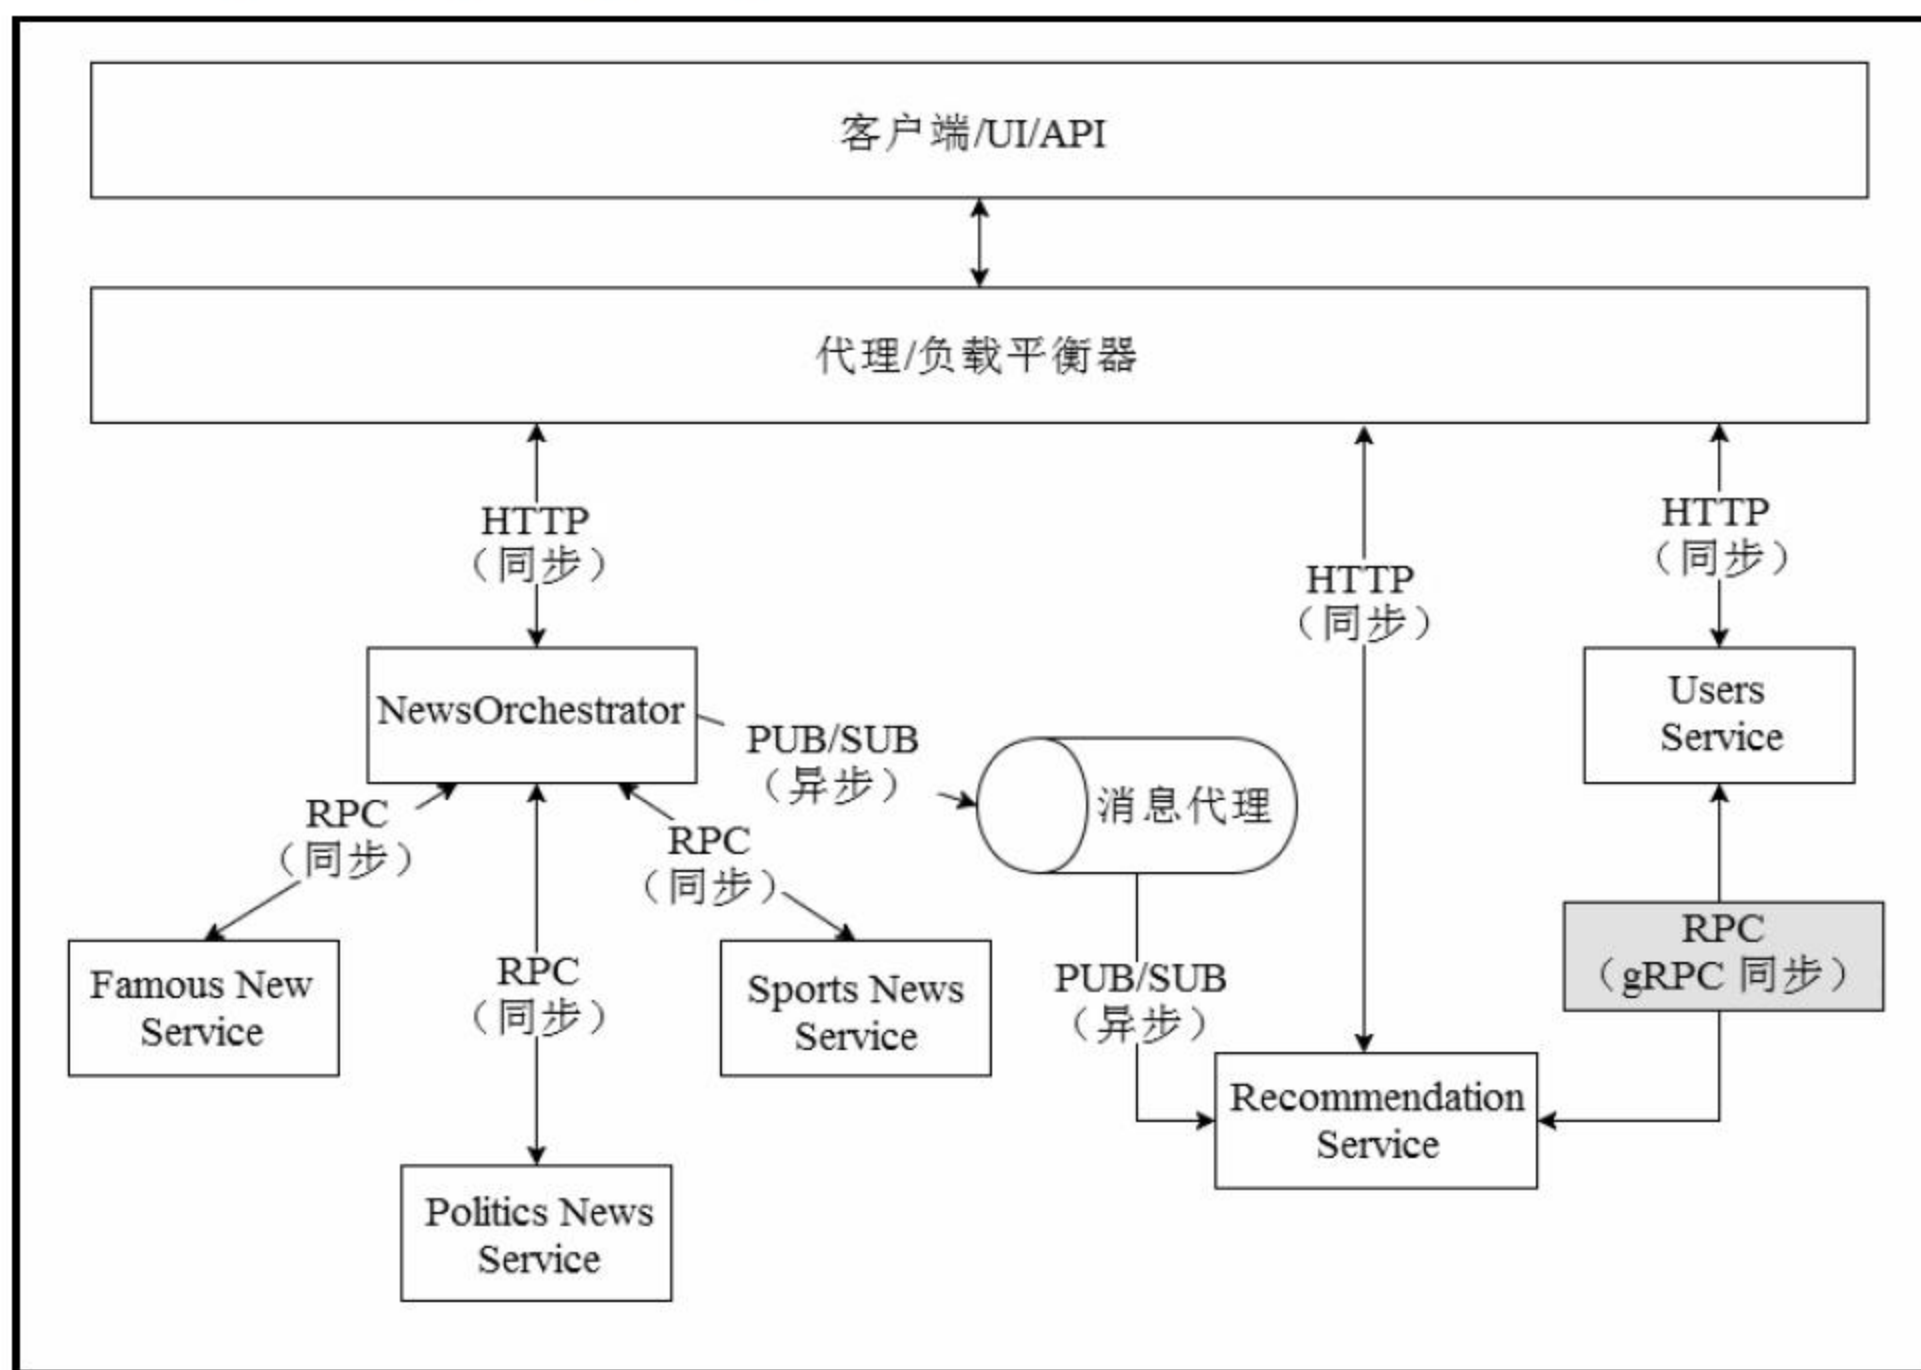 客户端/UI/API
代理/负载平衡器
HTTP
（同步）
HTTP
（同步）
HTTP
（同步）
NewsOrchestrator
PUB/SUB
（异步）
消息代理
Users
Service
RPC
（同步）
RPC
（同步）
RPC
（同步）
PUB/SUB
（异步）
RPC
（gRPC 同步）
Famous New
Service
Sports News
Service
Recommendation
Service
Politics News
Service